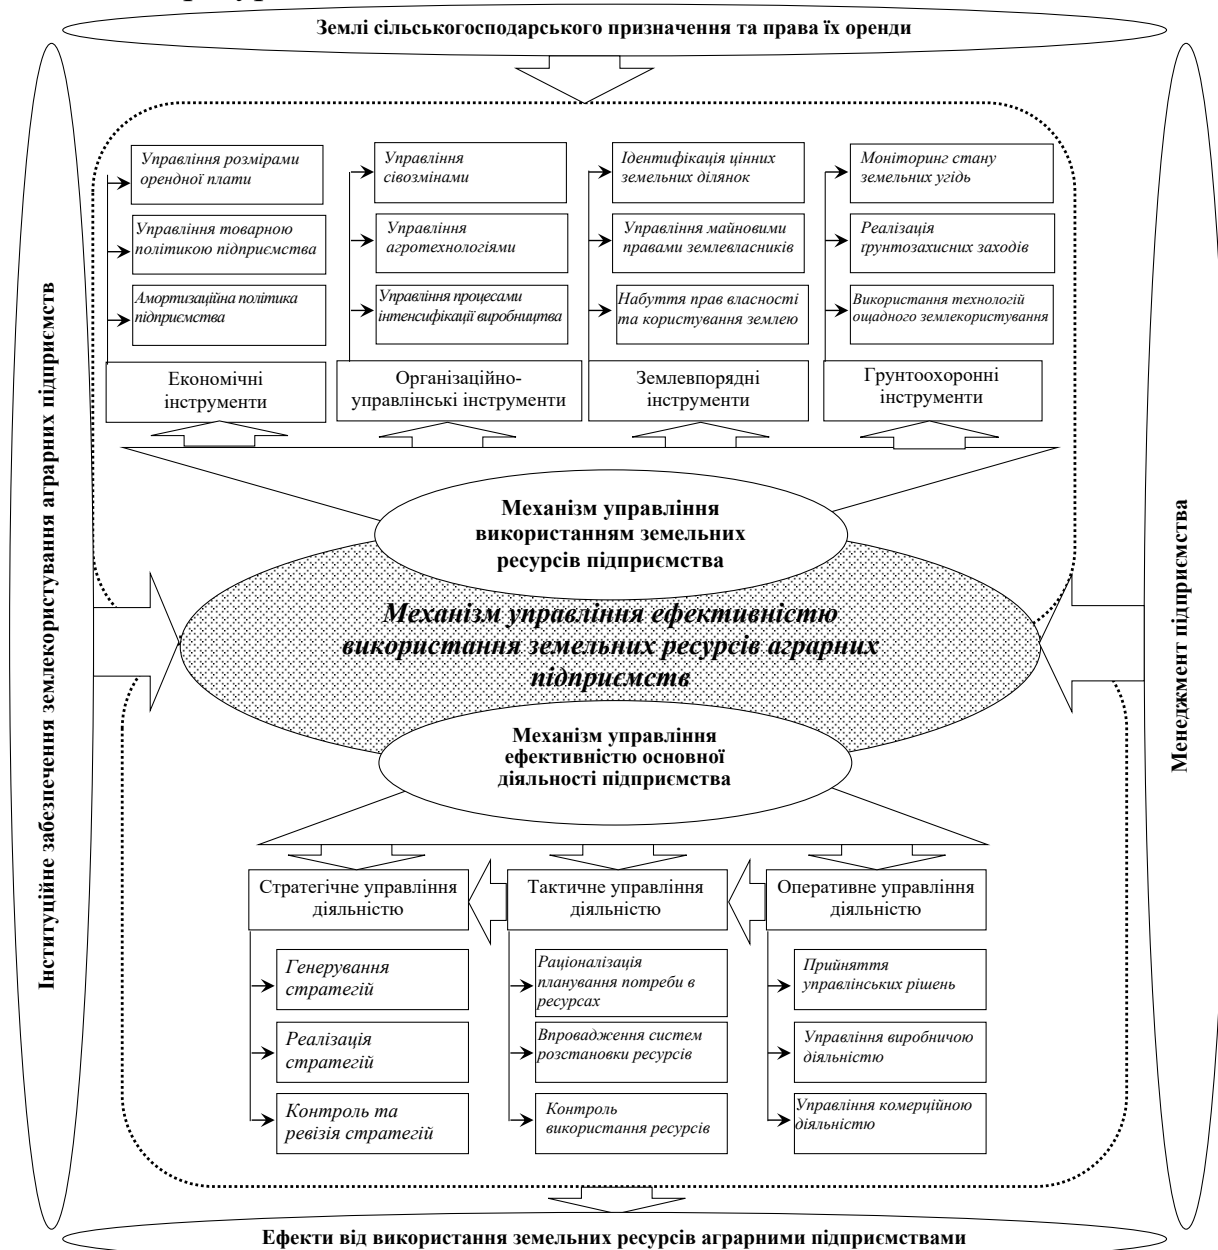 Землі сільськогосподарського призначення та права їх оренди
Інституційне забезпечення землекористування аграрних підприємств
Управління розмірами
орендної плати
Управління товарною
політикою підприємства
Амортизаційна політика
підприємства
Економічні
інструменти
Управління
сівозмінами
Управління
агротехнологіями
Управління процесами
інтенсифікації виробництва
Організаційно-
управлінські інструменти
Ідентифікація цінних
земельних ділянок
Управління майновими
правами землевласників
Набуття прав власності
та користування землею
Землевпорядні
інструменти
Моніторинг стану
земельних угідь
Реалізація
ґрунтозахисних заходів
Використання технологій
ощадного землекористування
Грунтоохоронні
інструменти
Менеджмент підприємства
Механізм управління
використанням земельних
ресурсів підприємства
Механізм управління ефективністю
використання земельних ресурсів аграрних
підприємств
Механізм управління
ефективністю основної
діяльності підприємства
Стратегічне управління
діяльністю
Генерування
стратегій
Реалізація
стратегій
Контроль та
ревізія стратегій
Тактичне управління
діяльністю
Раціоналізація
планування потреби в
ресурсах
Впровадження систем
розстановки ресурсів
Контроль
використання ресурсів
Оперативне управління
діяльністю
Прийняття
управлінських рішень
Управління виробничою
діяльністю
Управління комерційною
діяльністю
Ефекти від використання земельних ресурсів аграрними підприємствами